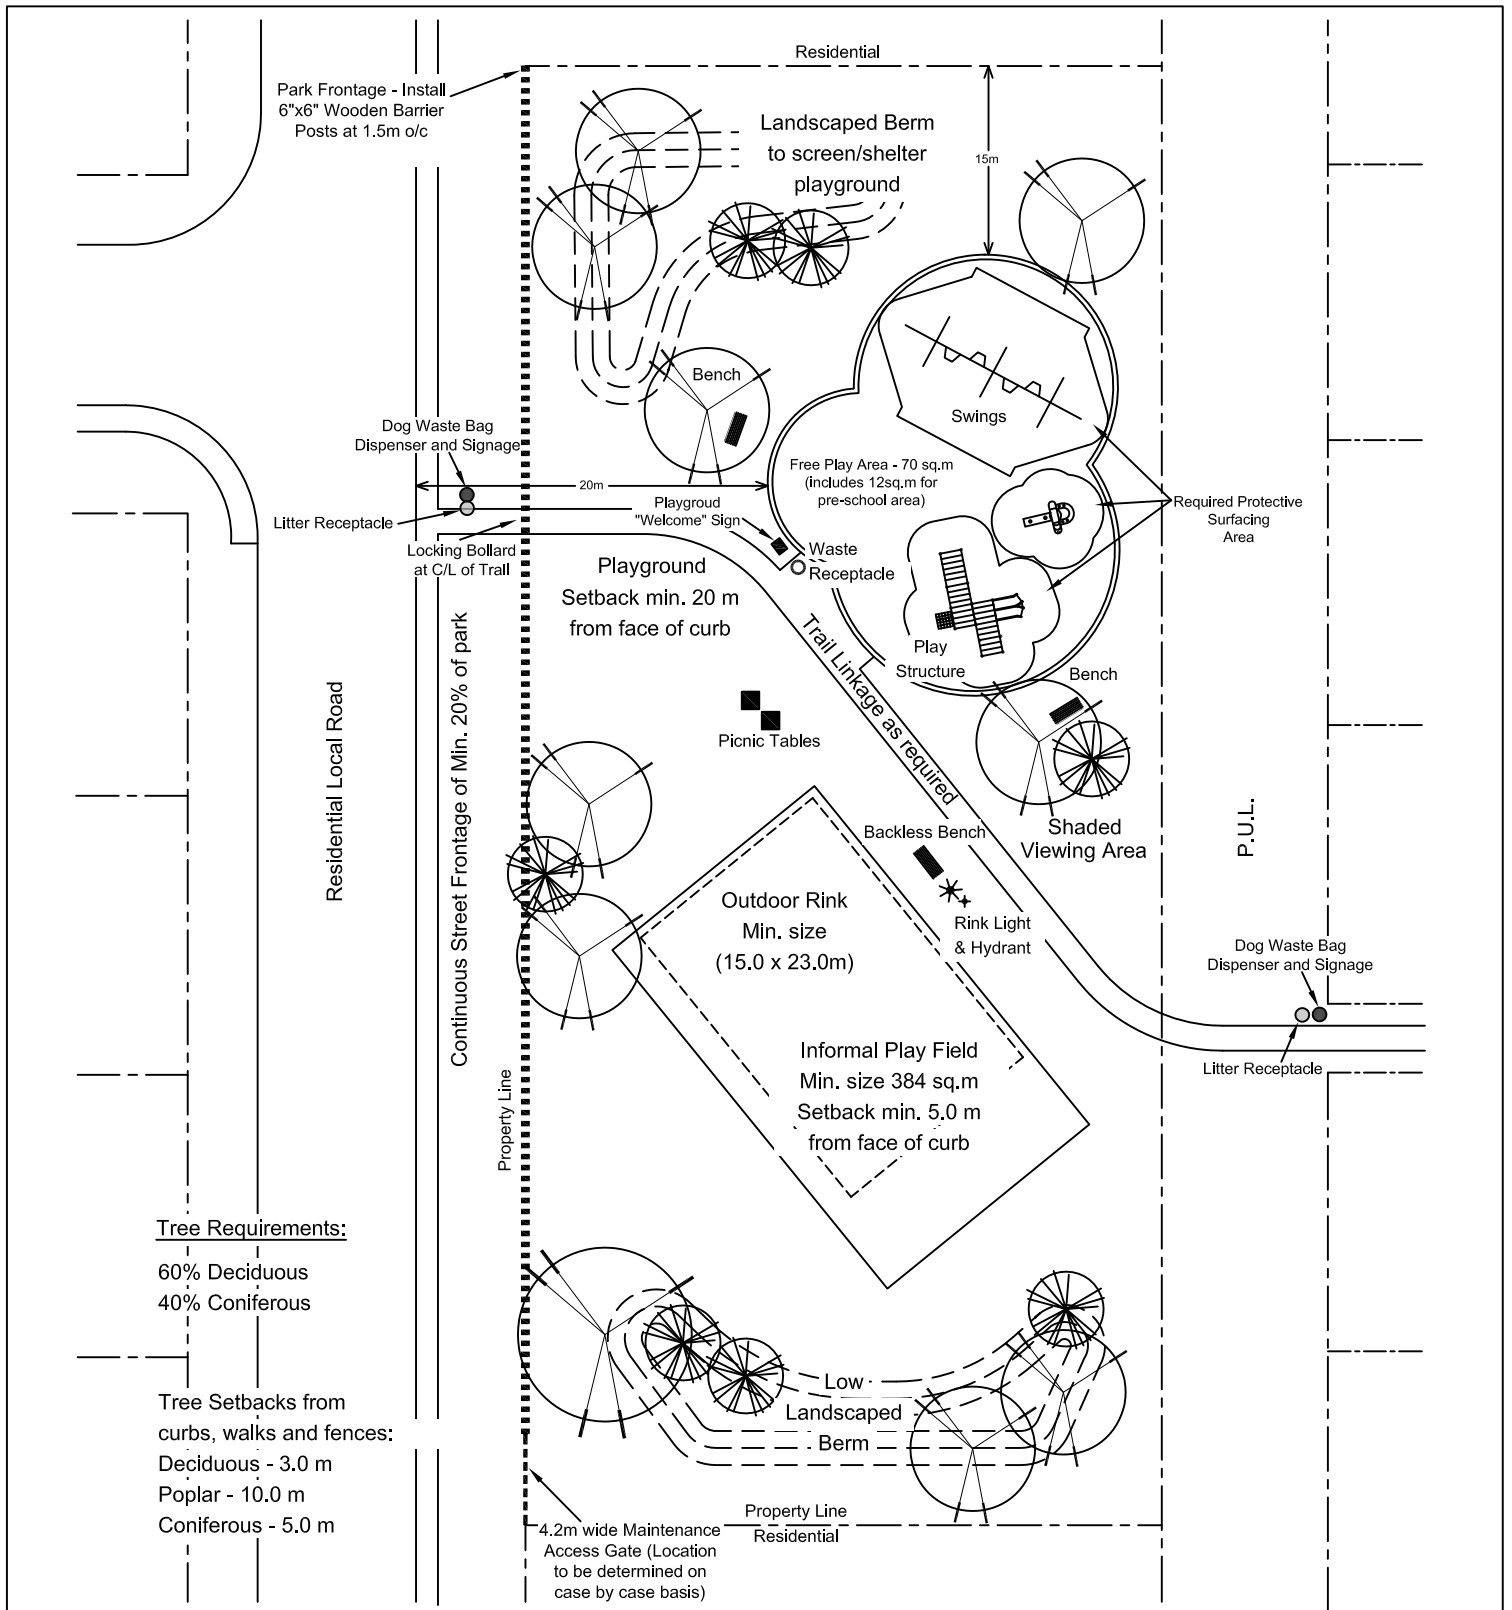 Residential
Park Frontage - Install
6"x6" Wooden Barrier
Posts at 1.5m o/c
Landscaped Berm
to screen/shelter
playground
15m
Bench
Swings
Dog Waste Bag
Dispenser and Signage
20m
Free Play Area - 70 sq.m
(includes 12sq.m for
pre-school area)
Playgroud
"Welcome" Sign
Required Protective
Surfacing
Area
Litter Receptacle
Locking Bollard
at C/L of Trail
Waste
Receptacle
Playground
Setback min. 20 m
from face of curb
Play
Structure
Trail Linkage as required
Bench
Picnic Tables
Residential Local Road
Continuous Street Frontage of Min. 20% of park
Backless Bench
Shaded
Viewing Area
P.U.L.
Outdoor Rink
Min. size
(15.0 x 23.0m)
Rink Light
& Hydrant
Dog Waste Bag
Dispenser and Signage
Litter Receptacle
Informal Play Field
Min. size 384 sq.m
Setback min. 5.0 m
from face of curb
Property Line
Tree Requirements:
60% Deciduous
40% Coniferous
Low
Landscaped
Berm
Tree Setbacks from
curbs, walks and fences:
Deciduous - 3.0 m
Poplar - 10.0 m
Coniferous - 5.0 m
Property Line
Residential
4.2m wide Maintenance
Access Gate (Location
to be determined on
case by case basis)